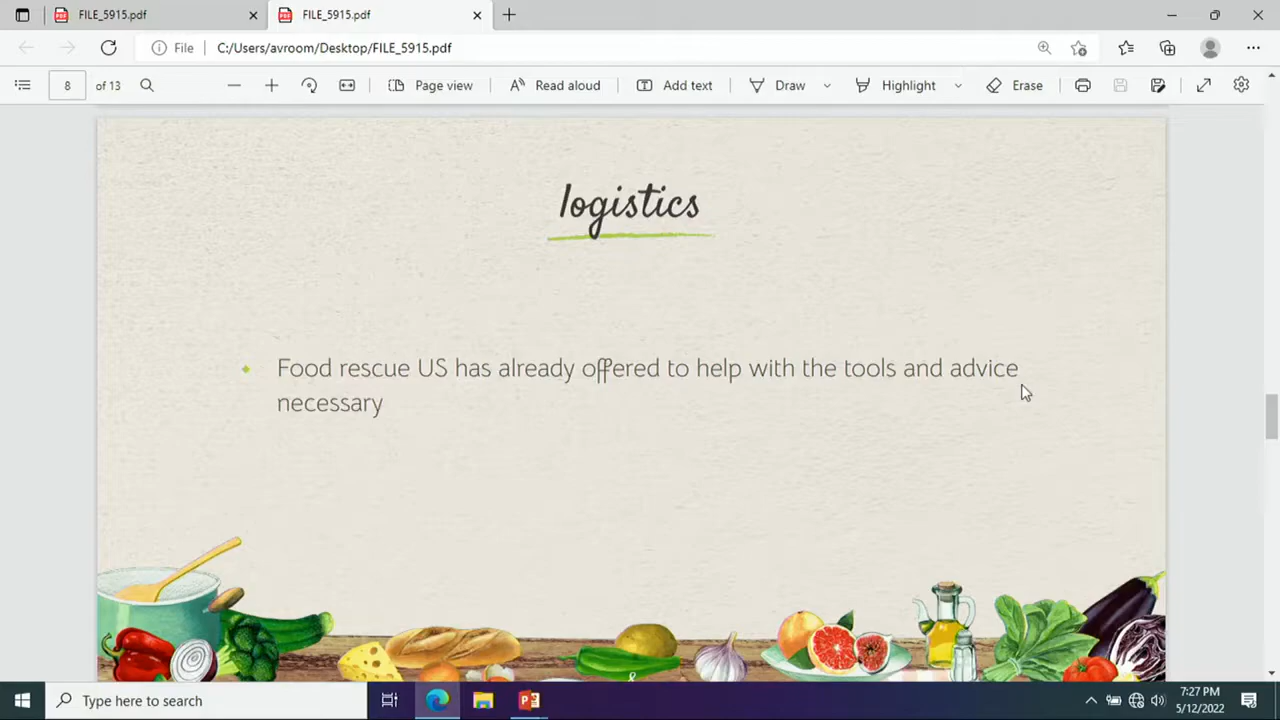 FILE_5915.pdf
FILE_5915.pdf
File
C:/Users/avroom/Desktop/FILE_5915.pdf
8 of 13
Page view
Read aloud
Add text
Draw
Highlight
Erase
logistics
Food rescue US has already offered to help with the tools and advice
necessary
8
Type here to search
7:27 PM
5/12/2022